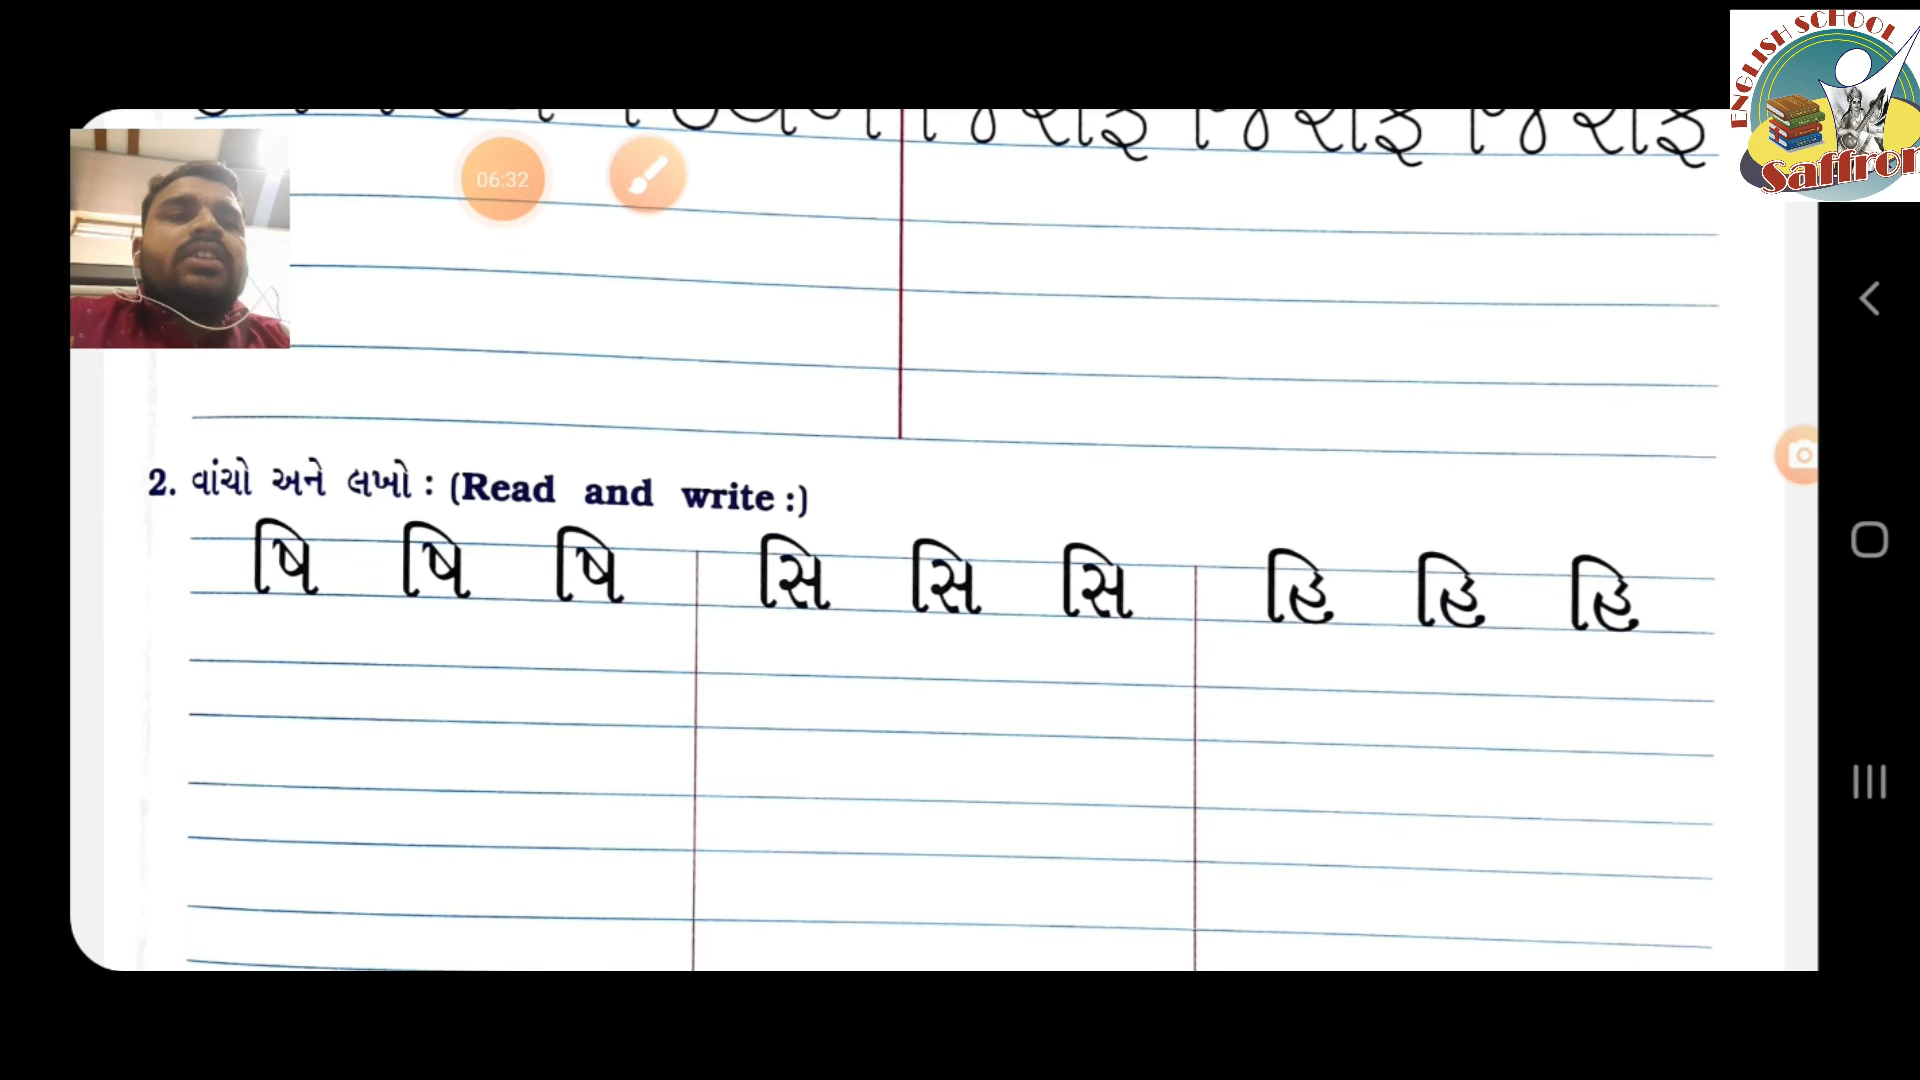 ENGLISH SCHOOL
Saffron
જિરાફ જિરાફ જિરાફ
06:32
2. વાંચો અને લખો : (Read and write :)
ષિ ષિ ષિ સિ સિ સિ હિ હિ હિ